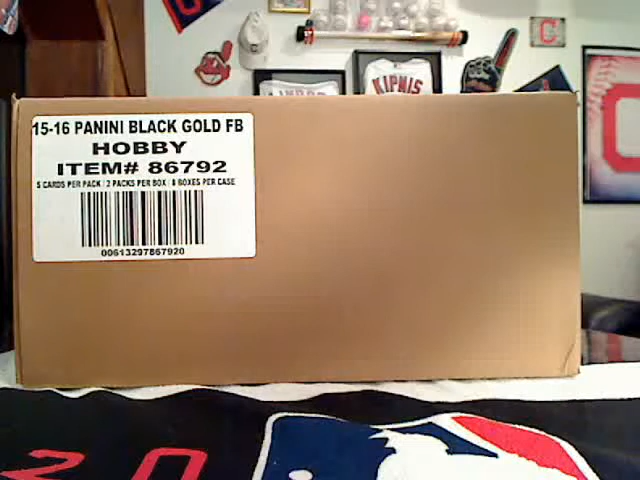 KIPNIS
C
C
15-16 PANINI BLACK GOLD FB
HOBBY
ITEM# 86792
5 CARDS PER PACK | 2 PACKS PER BOX | 8 BOXES PER CASE
00613297867920
20